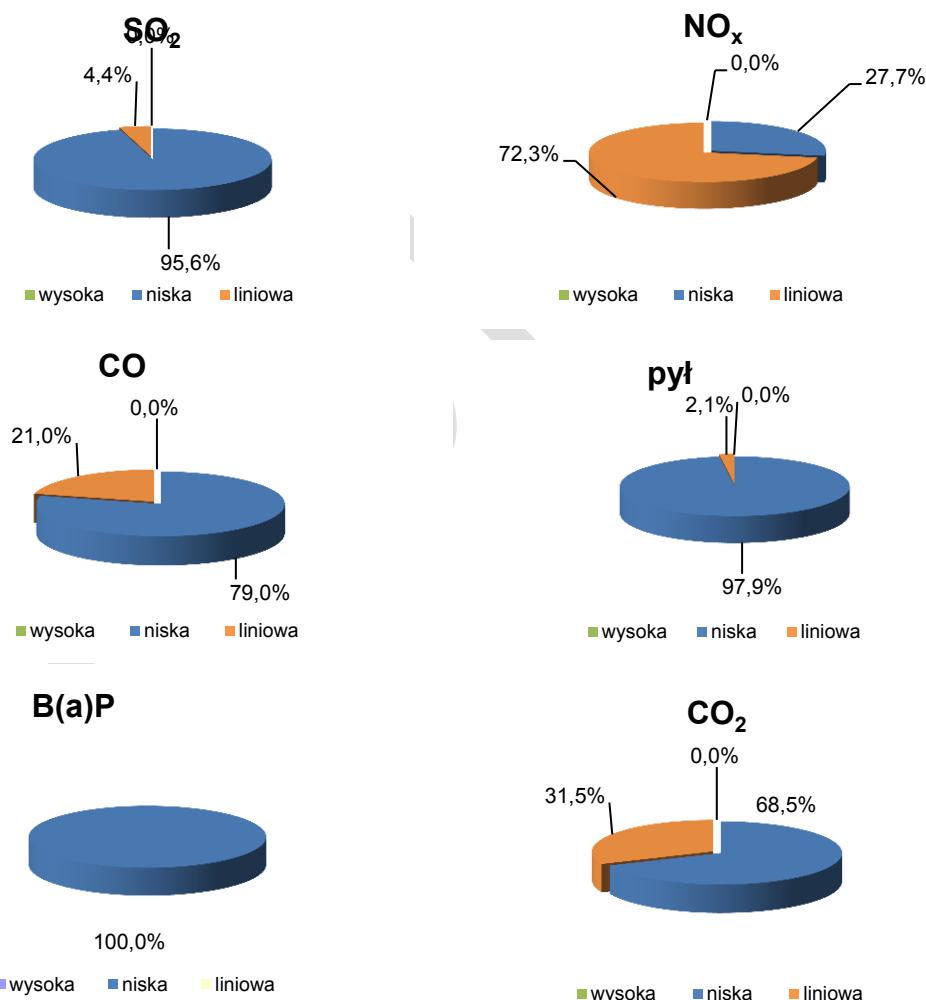 SO2
0,0%
4,4%
95,6%
wysoka niska liniowa
NOx
0,0%
27,7%
72,3%
wysoka niska liniowa
CO
0,0%
21,0%
79,0%
wysoka niska liniowa
pył
2,1%
0,0%
97,9%
wysoka niska liniowa
B(a)P
100,0%
wysoka niska liniowa
CO2
0,0%
31,5%
68,5%
wysoka niska liniowa